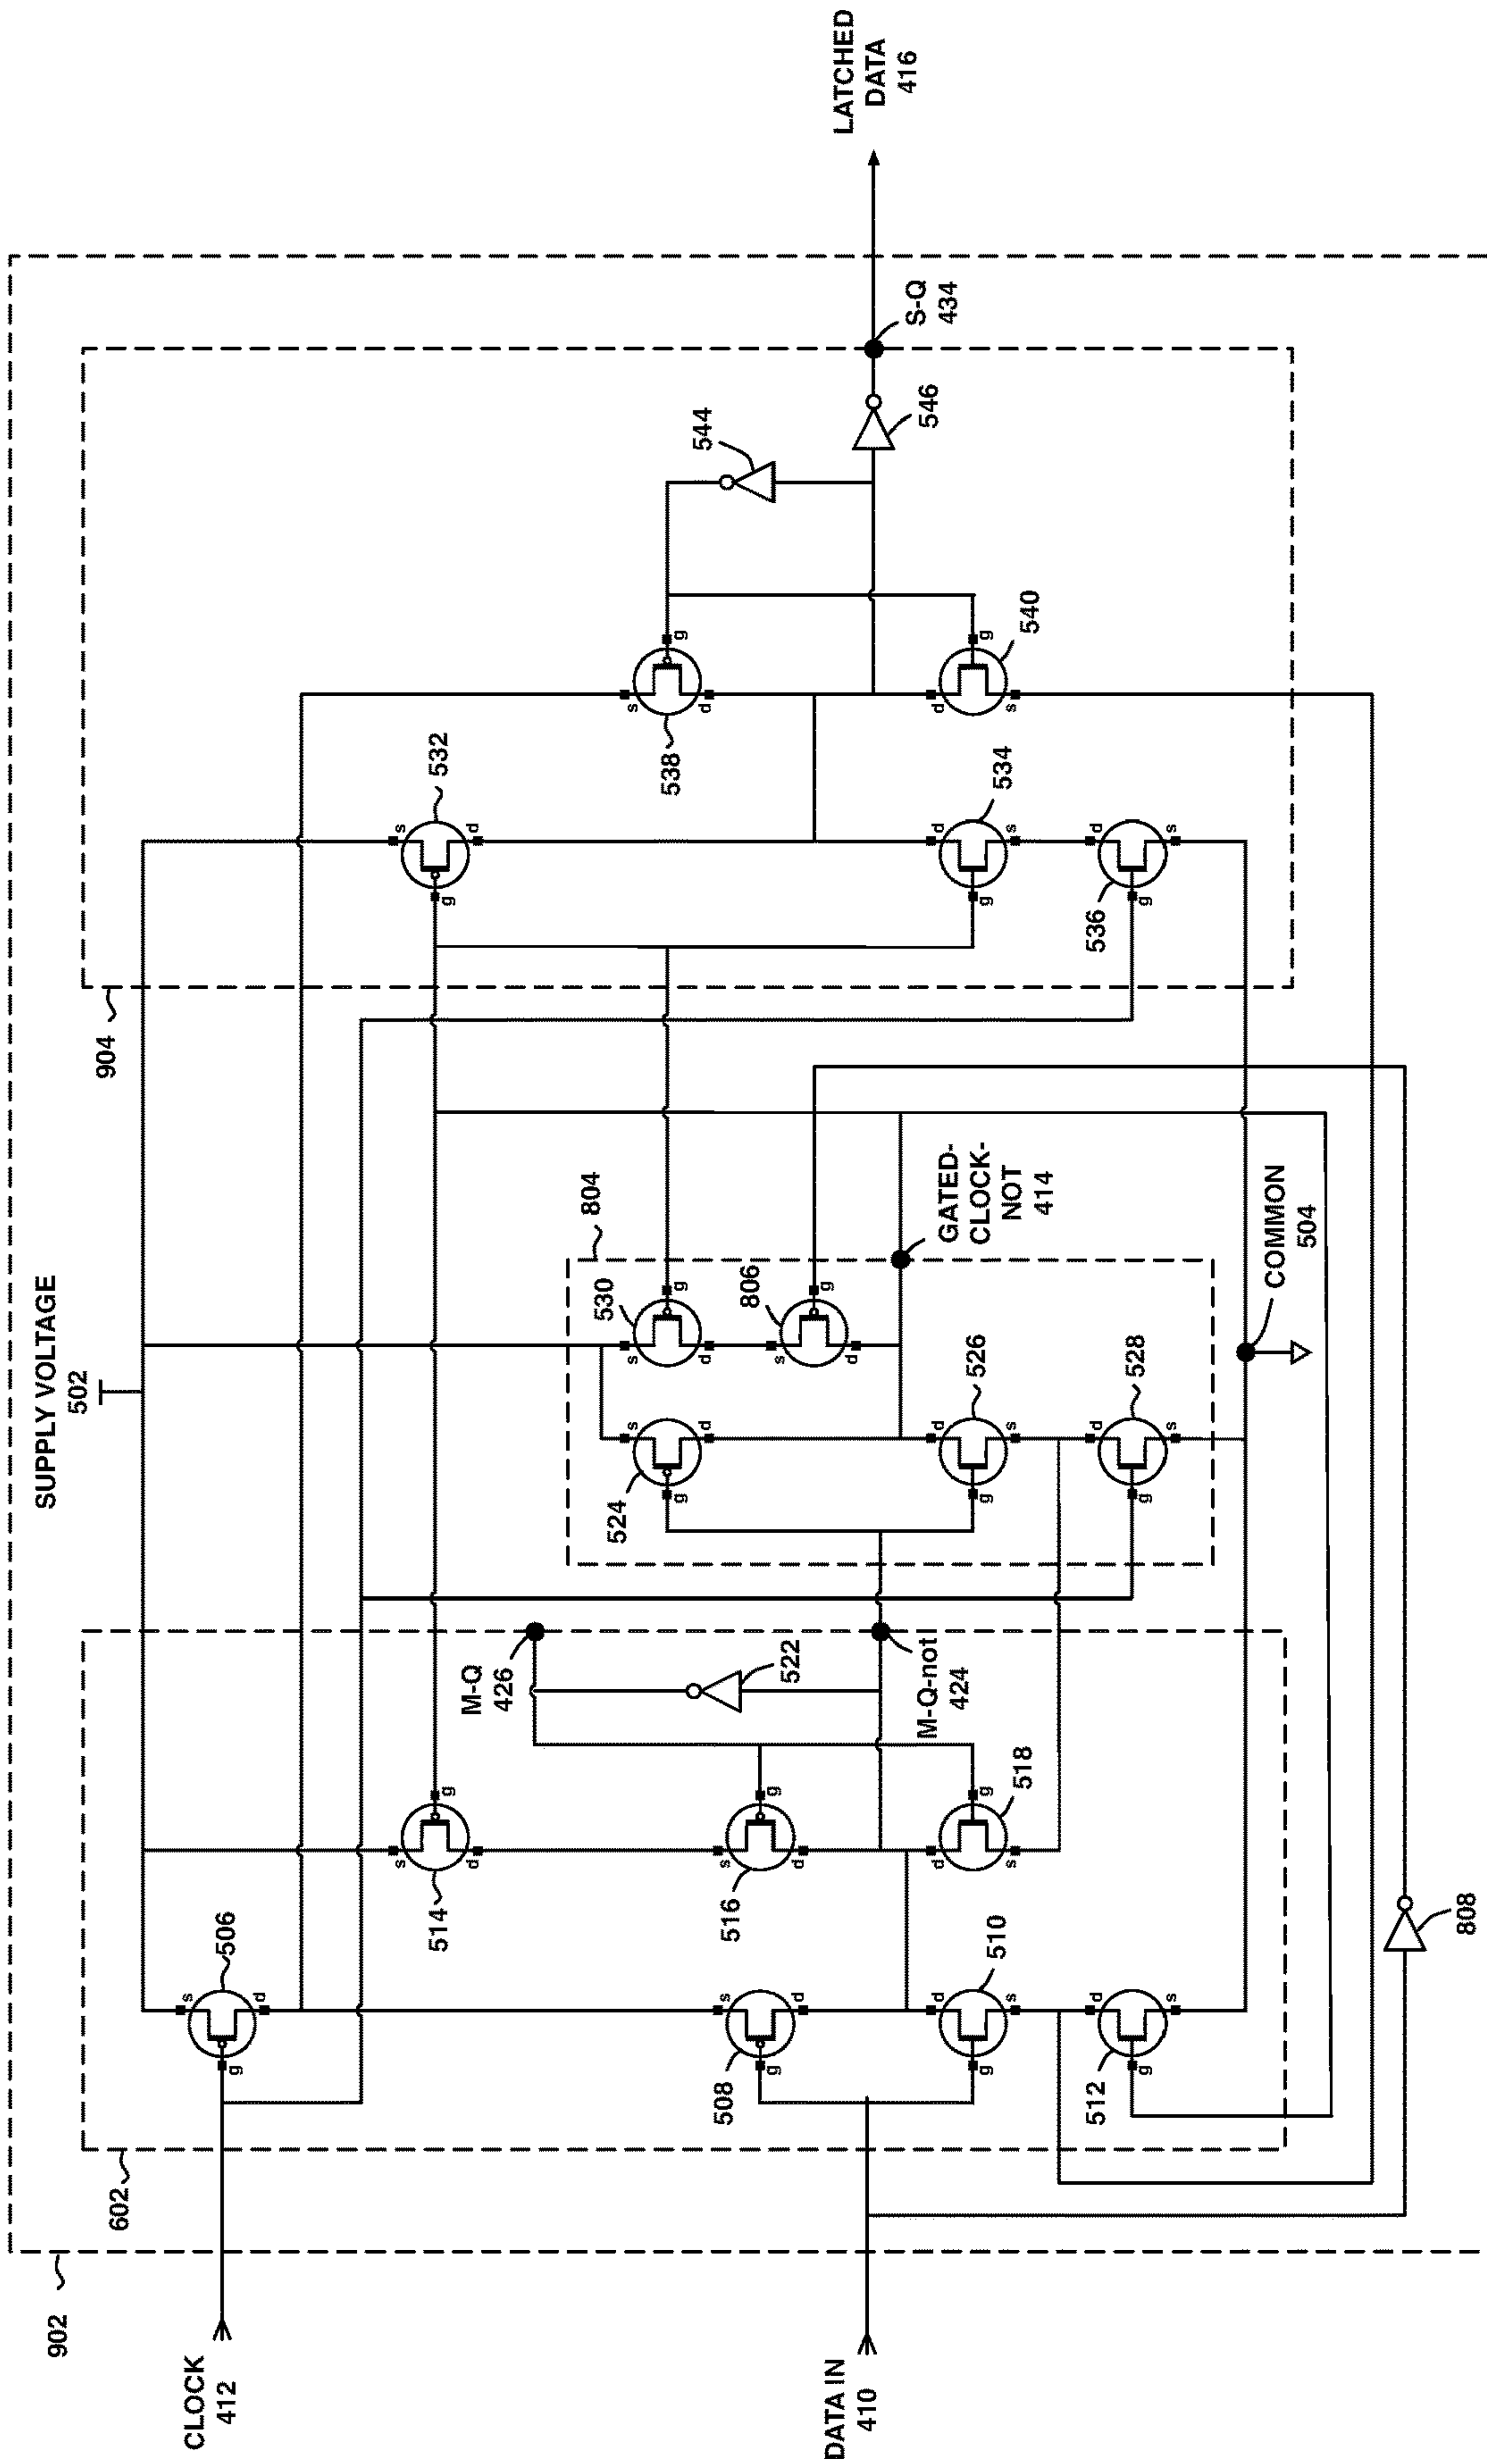 SUPPLY VOLTAGE
502
902
602
904
CLOCK
412
DATA IN
410
LATCHED
DATA
416
s
506
d
g
s
514
d
g
s
532
d
g
M-Q
426
522
M-Q-not
424
s
508
d
g
s
516
d
g
d
510
s
g
d
518
s
g
d
512
s
g
804
s
524
d
g
s
530
d
g
s
806
d
g
d
526
s
g
d
528
s
g
GATED-
CLOCK-
NOT
414
COMMON
504
s
538
d
g
d
534
s
g
d
536
s
g
d
540
s
g
544
546
S-Q
434
808